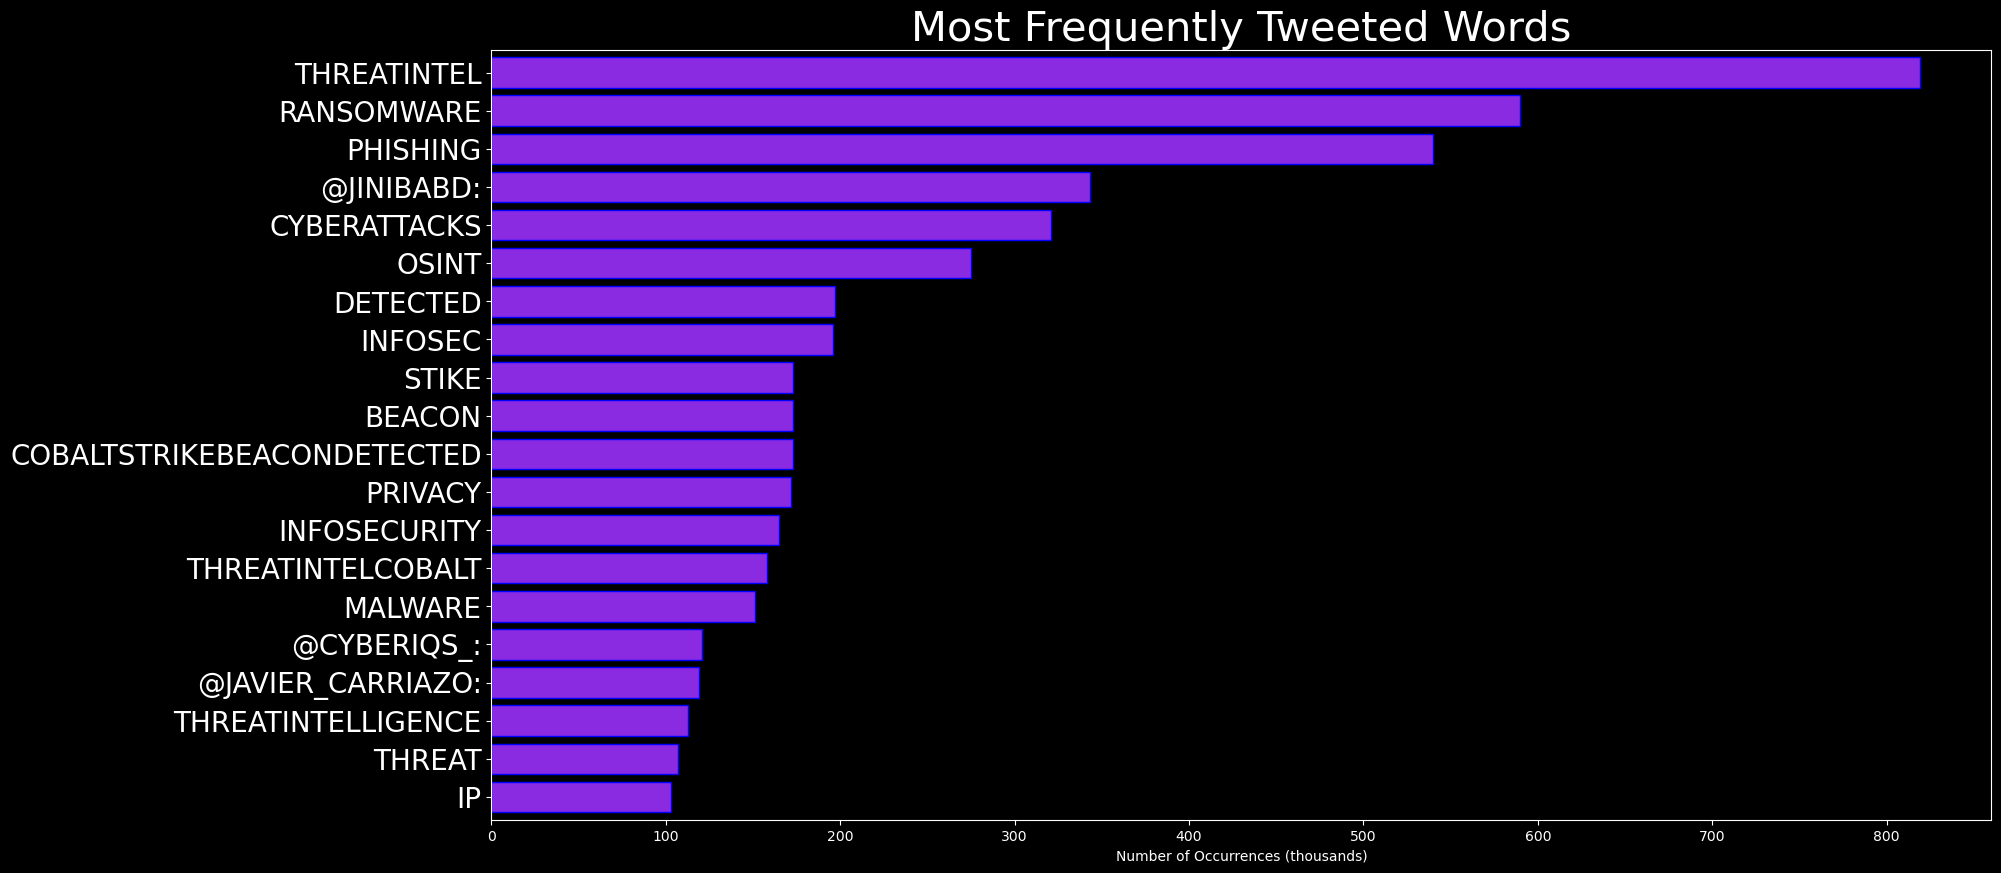 Most Frequently Tweeted Words
THREATINTEL
RANSOMWARE
PHISHING
@JINIBABD:
CYBERATTACKS
OSINT
DETECTED
INFOSEC
STIKE
BEACON
COBALTSTRIKEBEACONDETECTED
PRIVACY
INFOSECURITY
THREATINTELCOBALT
MALWARE
@CYBERIQS_:
@JAVIER_CARRIAZO:
THREATINTELLIGENCE
THREAT
IP
0 100 200 300 400 500 600 700 800
Number of Occurrences (thousands)